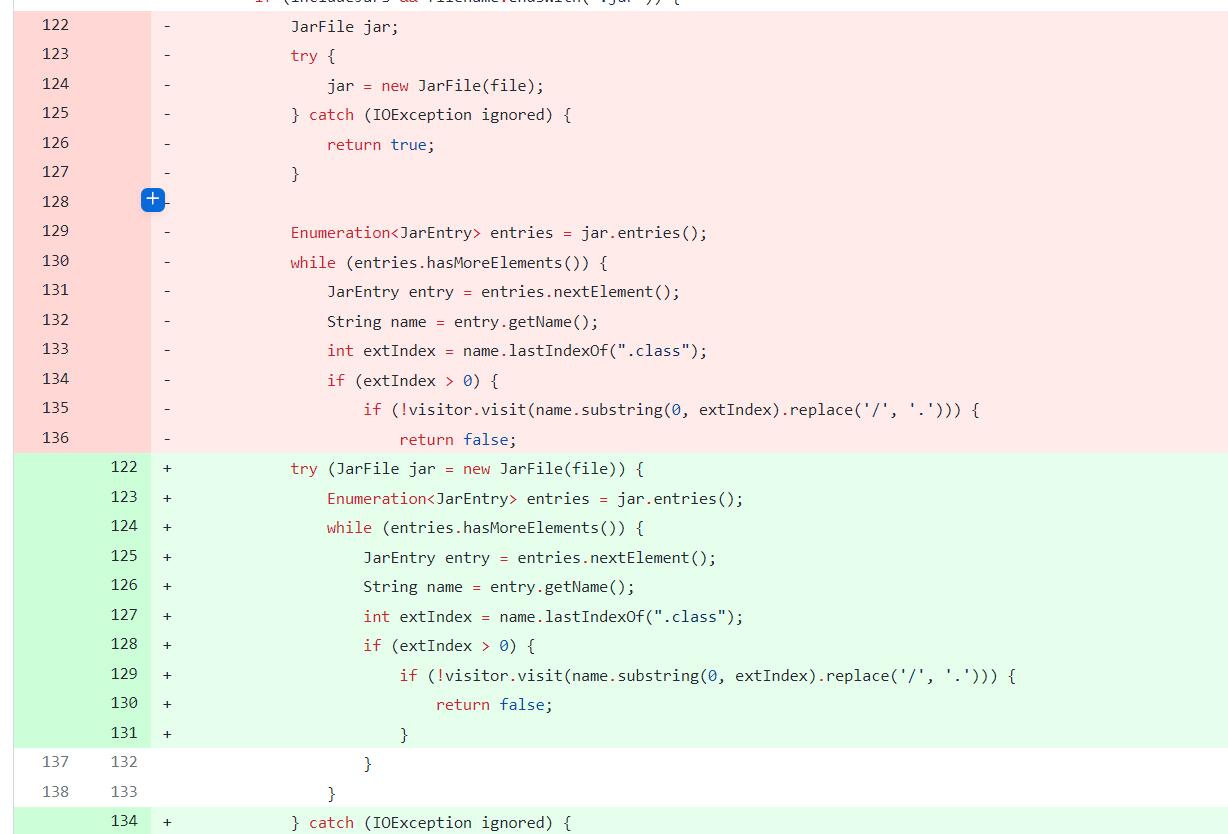 if (includeJars && filename.endsWith(".jar")) {
122 - JarFile jar;
123 - try {
124 - jar = new JarFile(file);
125 - } catch (IOException ignored) {
126 - return true;
127 - }
128 + -
129 - Enumeration<JarEntry> entries = jar.entries();
130 - while (entries.hasMoreElements()) {
131 - JarEntry entry = entries.nextElement();
132 - String name = entry.getName();
133 - int extIndex = name.lastIndexOf(".class");
134 - if (extIndex > 0) {
135 - if (!visitor.visit(name.substring(0, extIndex).replace('/', '.'))) {
136 - return false;
122 + try (JarFile jar = new JarFile(file)) {
123 + Enumeration<JarEntry> entries = jar.entries();
124 + while (entries.hasMoreElements()) {
125 + JarEntry entry = entries.nextElement();
126 + String name = entry.getName();
127 + int extIndex = name.lastIndexOf(".class");
128 + if (extIndex > 0) {
129 + if (!visitor.visit(name.substring(0, extIndex).replace('/', '.'))) {
130 + return false;
131 + }
137 132 }
138 133 }
134 + } catch (IOException ignored) {